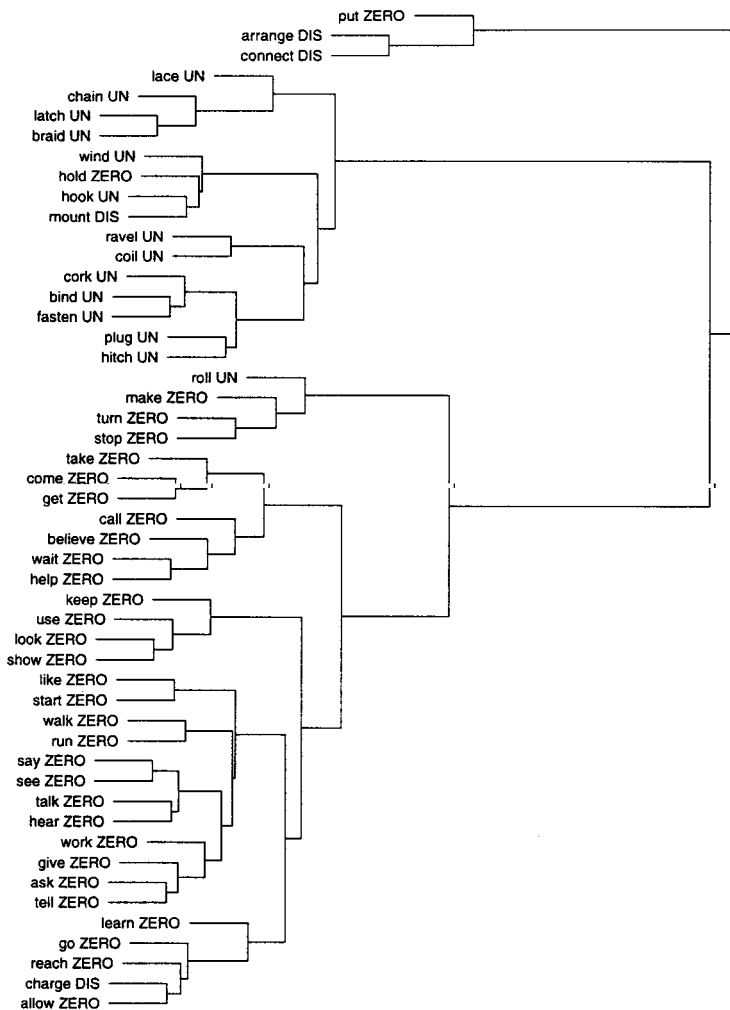 put ZERO
arrange DIS
connect DIS
lace UN
chain UN
latch UN
braid UN
wind UN
hold ZERO
hook UN
mount DIS
ravel UN
coil UN
cork UN
bind UN
fasten UN
plug UN
hitch UN
roll UN
make ZERO
turn ZERO
stop ZERO
take ZERO
come ZERO
get ZERO
call ZERO
believe ZERO
wait ZERO
help ZERO
keep ZERO
use ZERO
look ZERO
show ZERO
like ZERO
start ZERO
walk ZERO
run ZERO
say ZERO
see ZERO
talk ZERO
hear ZERO
work ZERO
give ZERO
ask ZERO
tell ZERO
learn ZERO
go ZERO
reach ZERO
charge DIS
allow ZERO